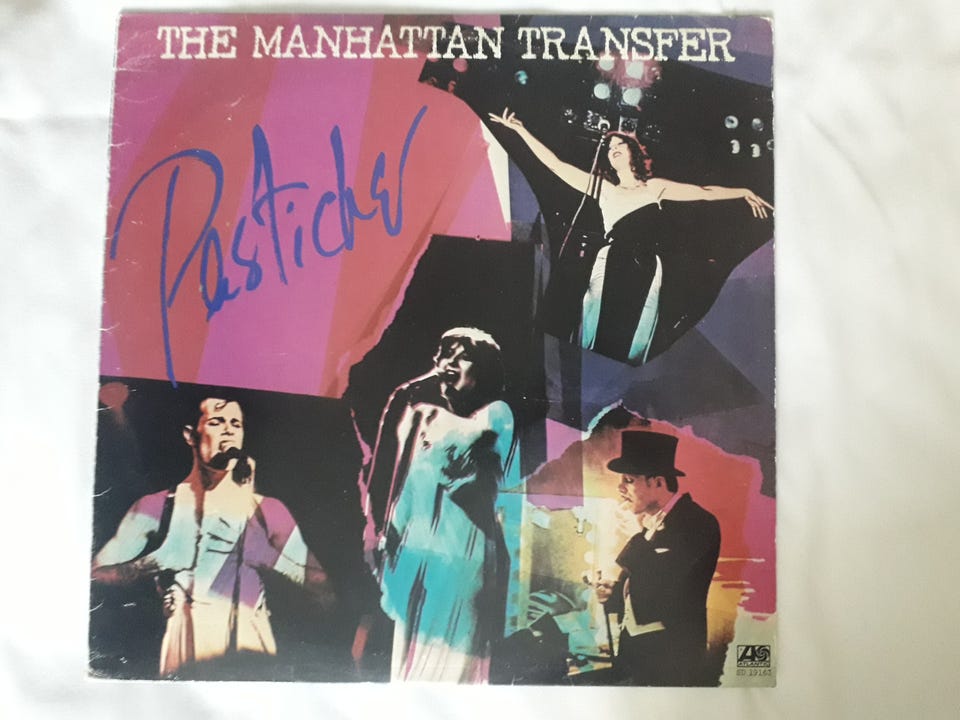 THE MANHATTAN TRANSFER
Pastiche
ATLANTIC
SD 19163